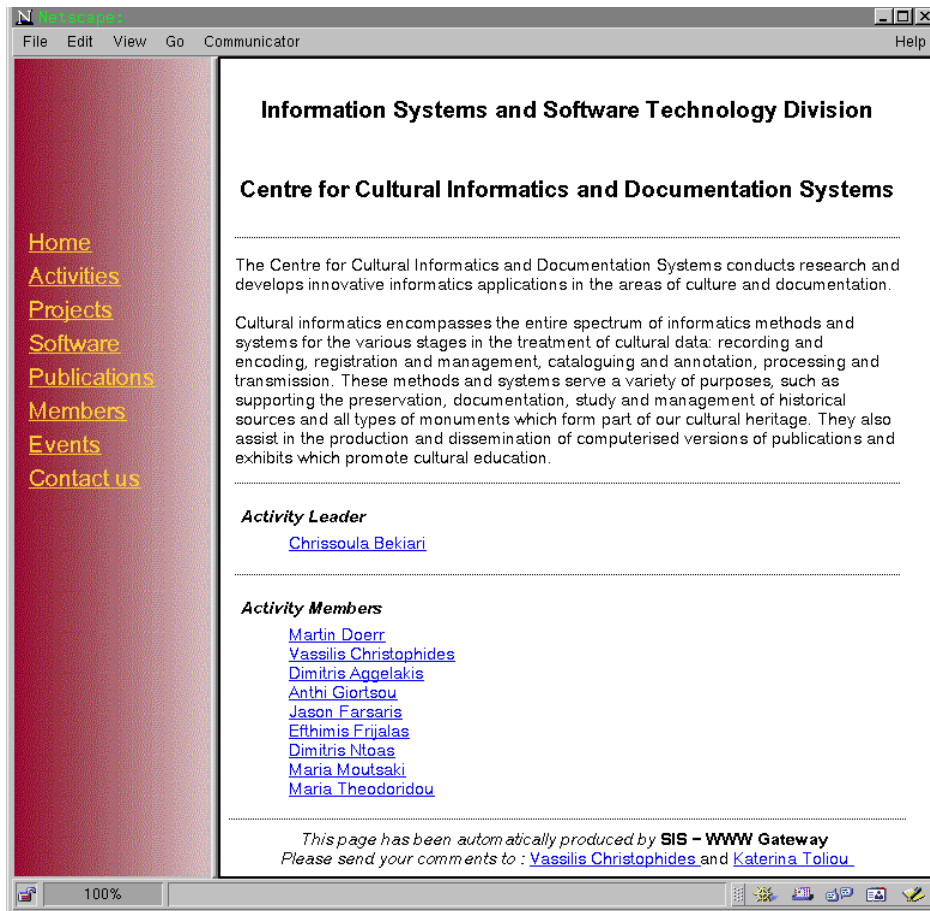 N Netscape:
File Edit View Go Communicator Help
Home
Activities
Projects
Software
Publications
Members
Events
Contact us
Information Systems and Software Technology Division
Centre for Cultural Informatics and Documentation Systems
The Centre for Cultural Informatics and Documentation Systems conducts research and
develops innovative informatics applications in the areas of culture and documentation.
Cultural informatics encompasses the entire spectrum of informatics methods and
systems for the various stages in the treatment of cultural data: recording and
encoding, registration and management, cataloguing and annotation, processing and
transmission. These methods and systems serve a variety of purposes, such as
supporting the preservation, documentation, study and management of historical
sources and all types of monuments which form part of our cultural heritage. They also
assist in the production and dissemination of computerised versions of publications and
exhibits which promote cultural education.
Activity Leader
Chrissoula Bekiari
Activity Members
Martin Doerr
Vassilis Christophides
Dimitris Aggelakis
Anthi Giortsou
Jason Farsaris
Efthimis Frijalas
Dimitris Ntoas
Maria Moutsaki
Maria Theodoridou
This page has been automatically produced by SIS – WWW Gateway
Please send your comments to : Vassilis Christophides and Katerina Toliou
100%